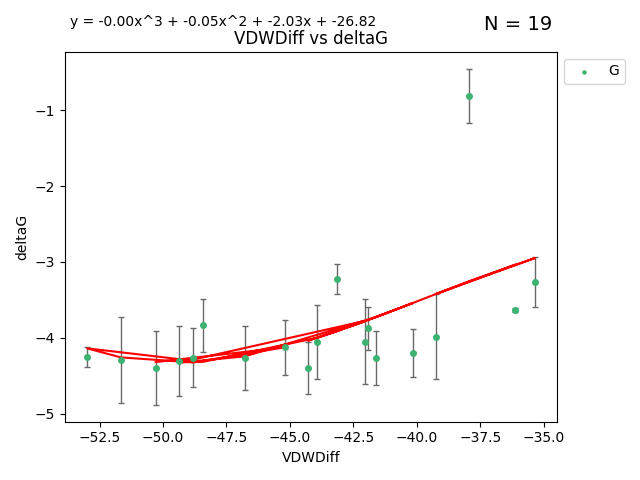 y = -0.00x^3 + -0.05x^2 + -2.03x + -26.82
N = 19
VDWDiff vs deltaG
G
−1
−2
−3
−4
−5
deltaG
−52.5 −50.0 −47.5 −45.0 −42.5 −40.0 −37.5 −35.0
VDWDiff